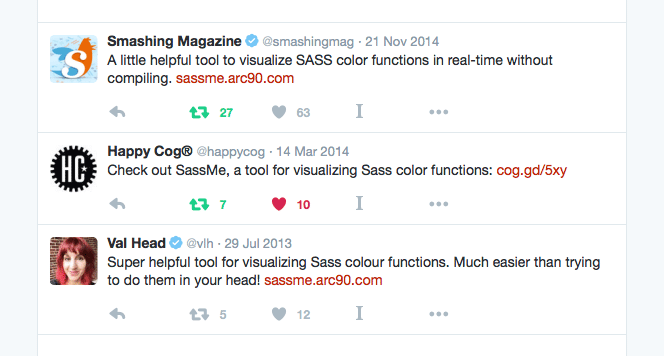 Smashing Magazine @smashingmag · 21 Nov 2014
A little helpful tool to visualize SASS color functions in real-time without
compiling. sassme.arc90.com
27 63
HC
Happy Cog® @happycog · 14 Mar 2014
Check out SassMe, a tool for visualizing Sass color functions: cog.gd/5xy
7 10
Val Head @vlh · 29 Jul 2013
Super helpful tool for visualizing Sass colour functions. Much easier than trying
to do them in your head! sassme.arc90.com
5 12